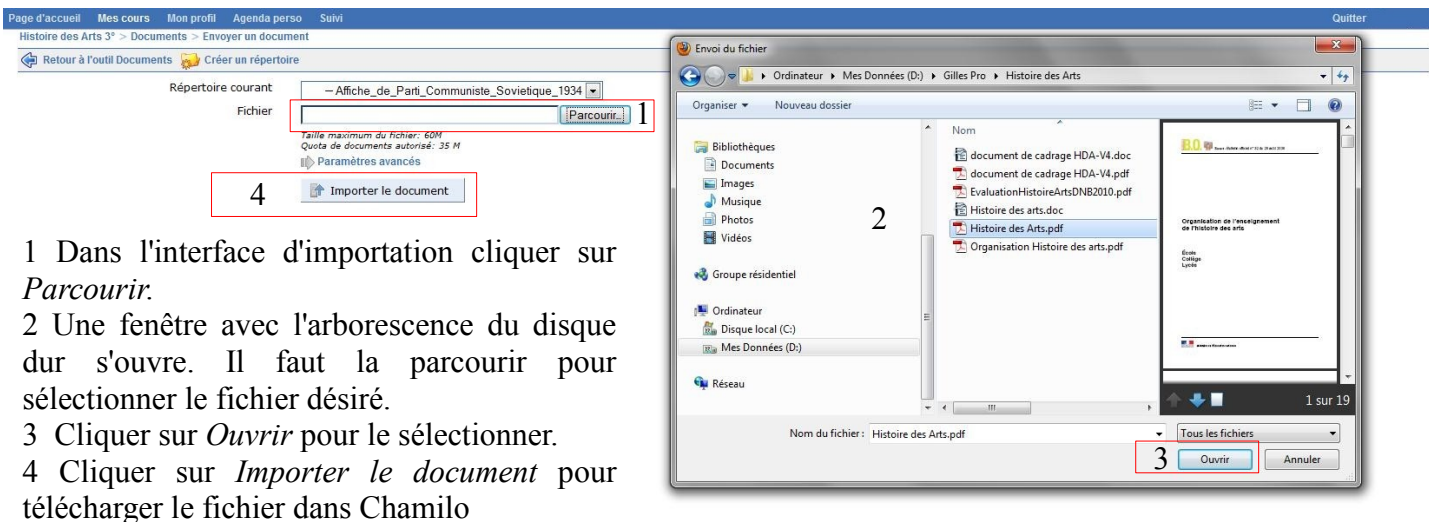 Page d'accueil Mes cours Mon profil Agenda perso Suivi Quitter
Histoire des Arts 3° > Documents > Envoyer un document
Retour à l'outil Documents Créer un répertoire
Répertoire courant
— Affiche_de_Parti_Communiste_Sovietique_1934
Fichier
Parcourir...
1
Taille maximum du fichier: 60M
Quota de documents autorisé: 35 M
Paramètres avancés
4
Importer le document
1 Dans l'interface d'importation cliquer sur
Parcourir.
2 Une fenêtre avec l'arborescence du disque
dur s'ouvre. Il faut la parcourir pour
sélectionner le fichier désiré.
3 Cliquer sur Ouvrir pour le sélectionner.
4 Cliquer sur Importer le document pour
télécharger le fichier dans Chamilo
Envoi du fichier
Ordinateur Mes Données (D:) Gilles Pro Histoire des Arts
Organiser Nouveau dossier
Bibliothèques
Documents
Images
Musique
Photos
Vidéos
Groupe résidentiel
Ordinateur
Disque local (C:)
Mes Données (D:)
Réseau
2
Nom
document de cadrage HDA-V4.doc
document de cadrage HDA-V4.pdf
EvaluationHistoireArtsDNB2010.pdf
Histoire des arts.doc
Histoire des Arts.pdf
Organisation Histoire des arts.pdf
B.O.
Organisation de l'enseignement
de l'histoire des arts
École
Collège
Lycée
1 sur 19
Nom du fichier : Histoire des Arts.pdf
Tous les fichiers
3
Ouvrir
Annuler